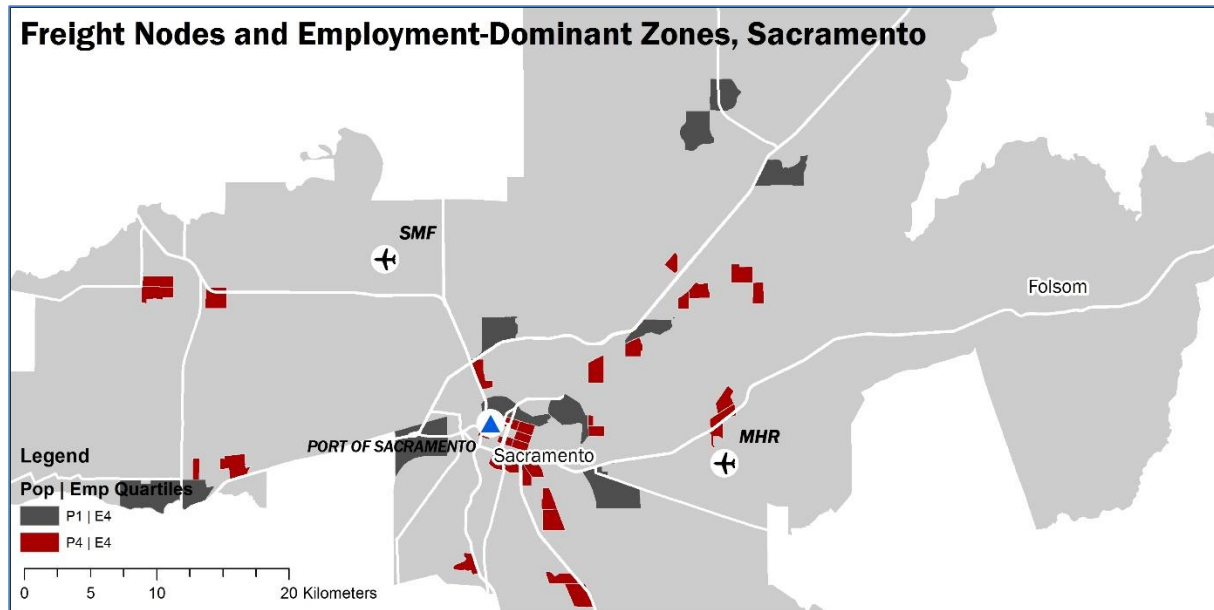 Freight Nodes and Employment-Dominant Zones, Sacramento
SMF
Folsom
PORT OF SACRAMENTO
Sacramento
MHR
Legend
Pop | Emp Quartiles
P1 | E4
P4 | E4
0 5 10 20 Kilometers